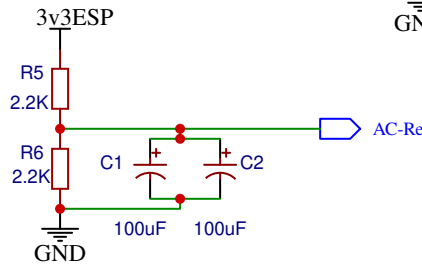 3v3ESP
R5
2.2K
R6
2.2K
C1
C2
100uF
100uF
AC-Re
GND